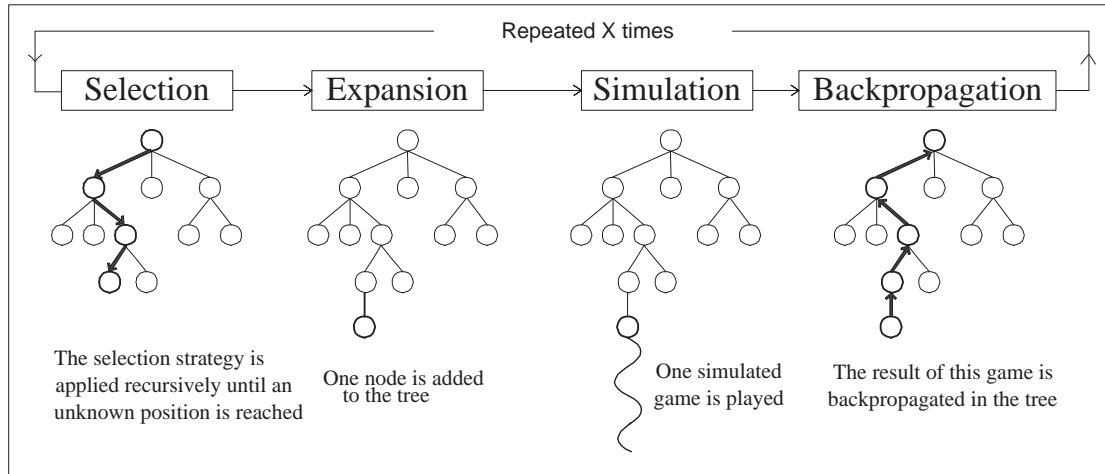 Repeated X times
Selection
Expansion
Simulation
Backpropagation
The selection strategy is
applied recursively until an
unknown position is reached
One node is added
to the tree
One simulated
game is played
The result of this game is
backpropagated in the tree